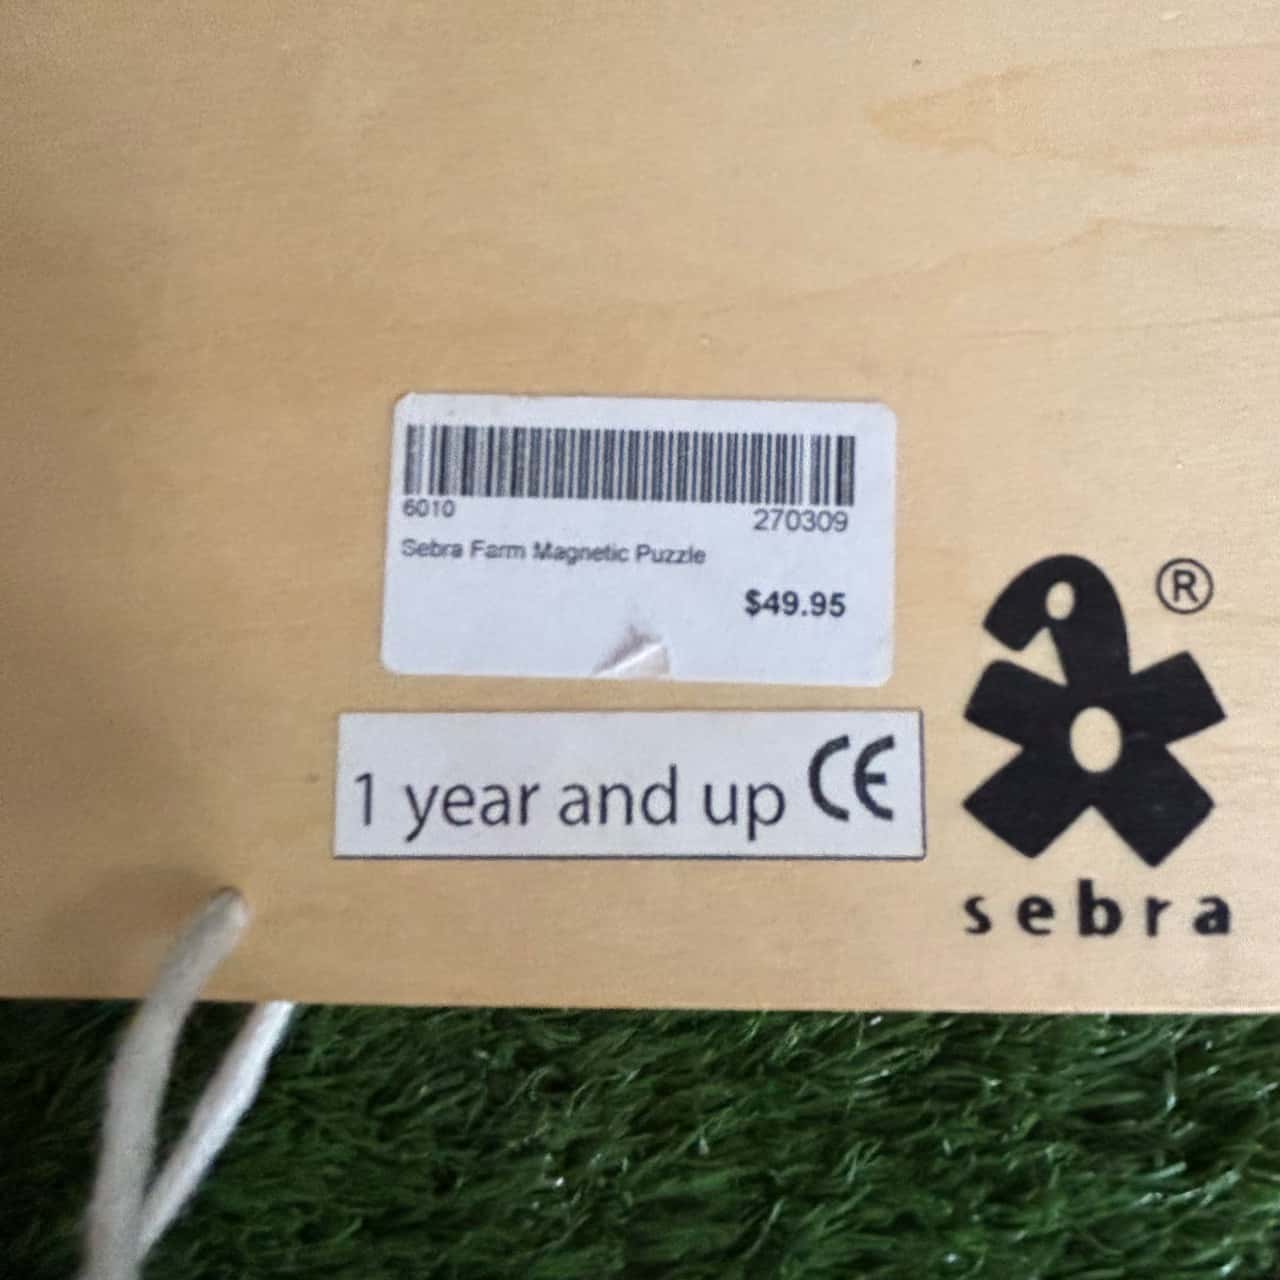 6010 270309
Sebra Farm Magnetic Puzzle
$49.95
1 year and up CE
®
sebra